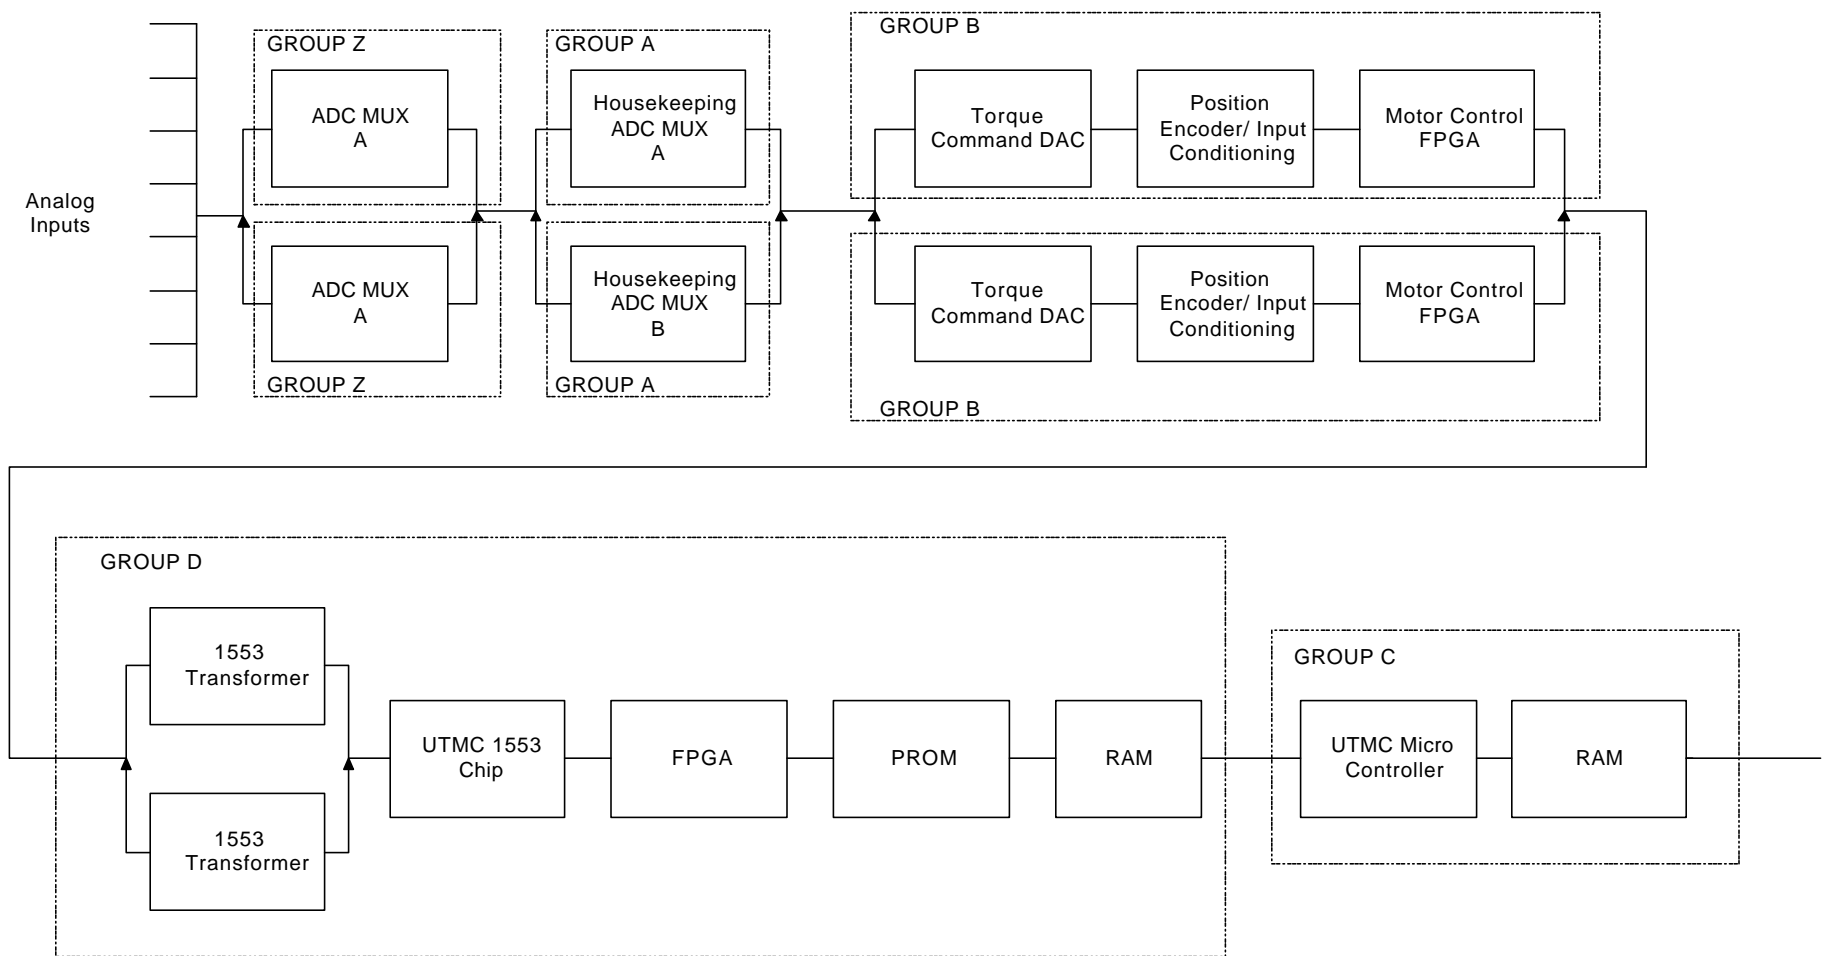 GROUP Z
GROUP A
GROUP B
ADC MUX
A
Housekeeping
ADC MUX
A
Torque
Command DAC
Position
Encoder/ Input
Conditioning
Motor Control
FPGA
Analog
Inputs
ADC MUX
A
Housekeeping
ADC MUX
B
Torque
Command DAC
Position
Encoder/ Input
Conditioning
Motor Control
FPGA
GROUP Z
GROUP A
GROUP B
GROUP D
1553
Transformer
GROUP C
UTMC 1553
Chip
FPGA
PROM
RAM
UTMC Micro
Controller
RAM
1553
Transformer